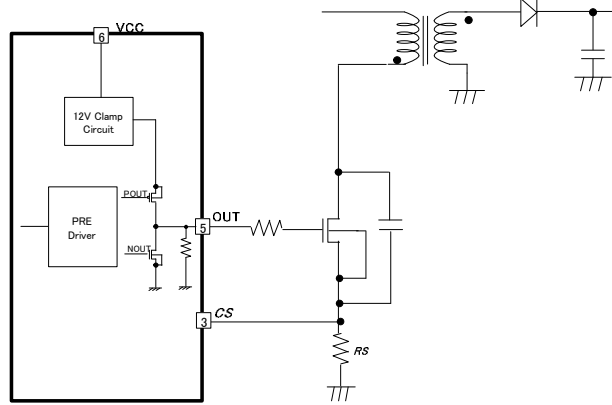 VCC
6
12V Clamp
Circuit
POUT
PRE
Driver
NOUT
OUT
5
CS
3
RS